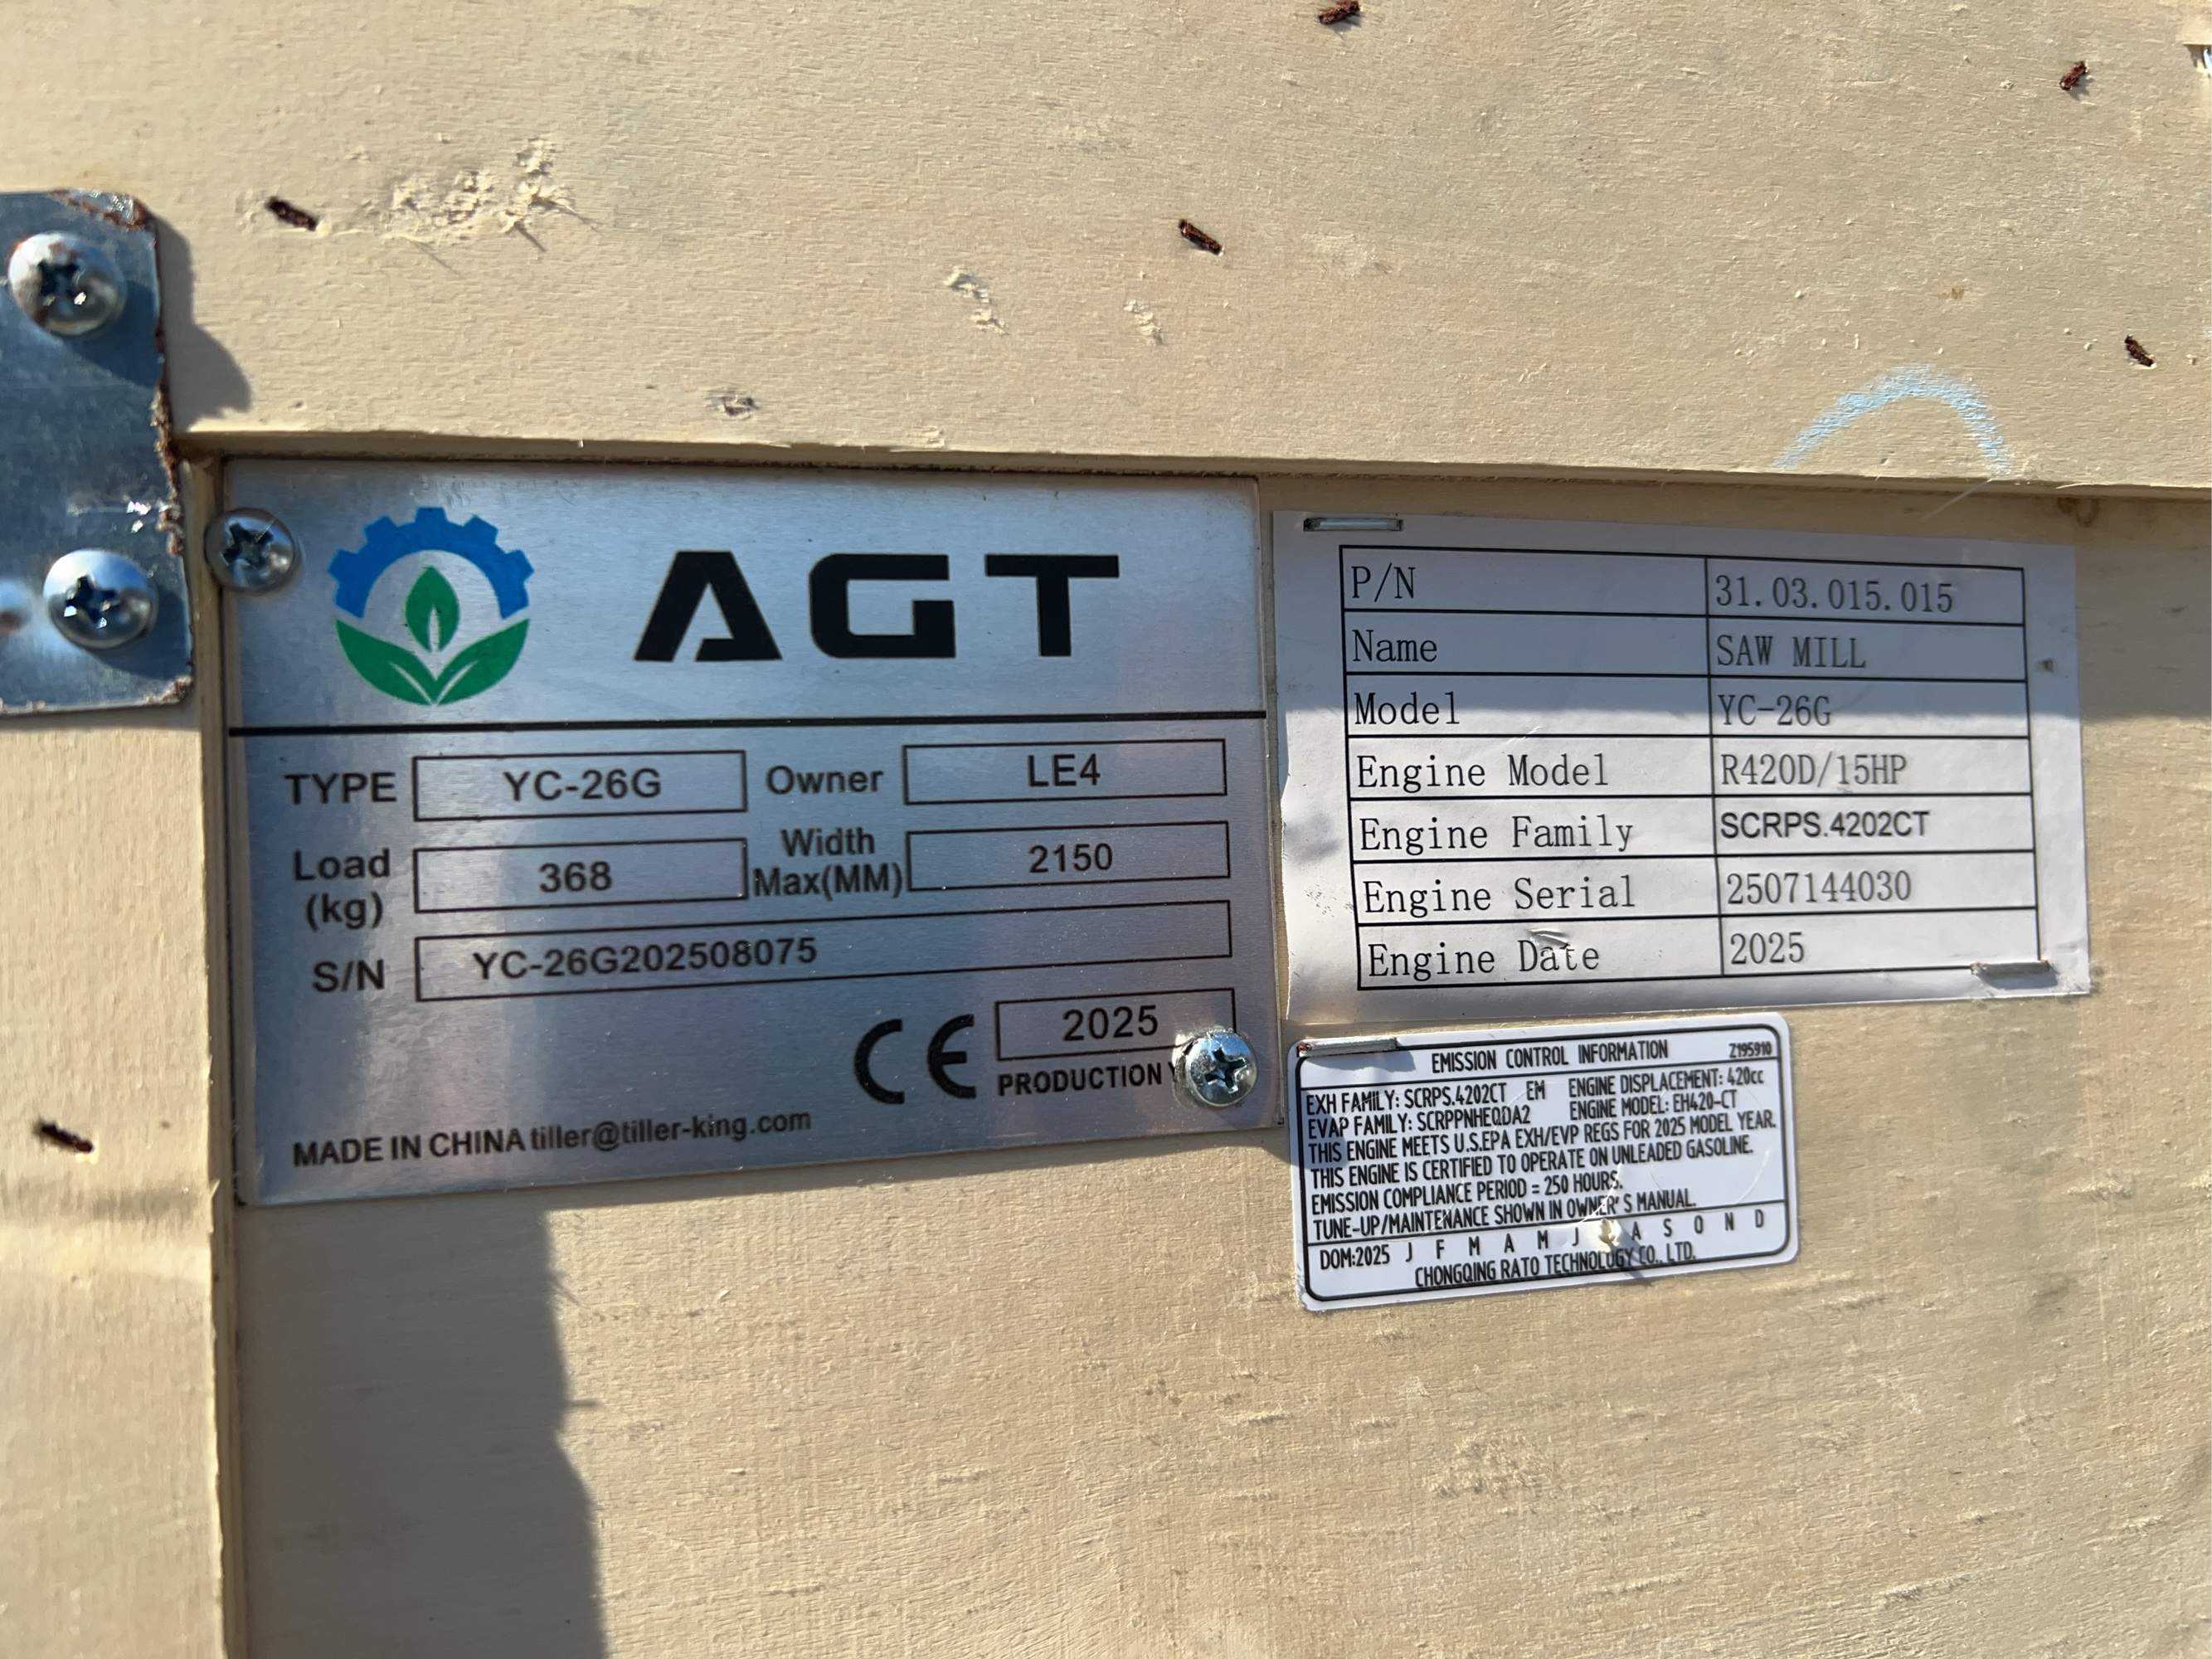 AGT
TYPE YC-26G Owner LE4
Load (kg) 368 Width Max(MM) 2150
S/N YC-26G202508075
CE 2025
PRODUCTION
MADE IN CHINA tiller@tiller-king.com
P/N 31.03.015.015
Name SAW MILL
Model YC-26G
Engine Model R420D/15HP
Engine Family SCRPS.4202CT
Engine Serial 2507144030
Engine Date 2025
EMISSION CONTROL INFORMATION Z195910
EXH FAMILY: SCRPS.4202CT EM ENGINE DISPLACEMENT: 420cc
EVAP FAMILY: SCRPPNHEQDA2 ENGINE MODEL: EH420-CT
THIS ENGINE MEETS U.S.EPA EXH/EVP REGS FOR 2025 MODEL YEAR.
THIS ENGINE IS CERTIFIED TO OPERATE ON UNLEADED GASOLINE.
EMISSION COMPLIANCE PERIOD = 250 HOURS.
TUNE-UP/MAINTENANCE SHOWN IN OWNER'S MANUAL.
DOM:2025 J F M A M J A S O N D
CHONGQING RATO TECHNOLOGY CO., LTD.